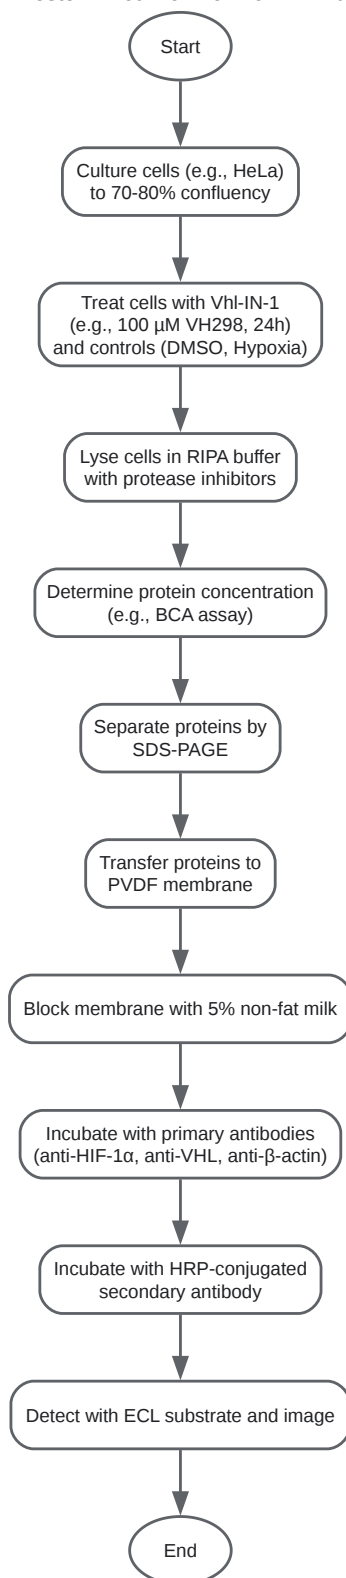 Start
Culture cells (e.g., HeLa)
to 70-80% confluency
Treat cells with Vhl-IN-1
(e.g., 100 µM VH298, 24h)
and controls (DMSO, Hypoxia)
Lyse cells in RIPA buffer
with protease inhibitors
Determine protein concentration
(e.g., BCA assay)
Separate proteins by
SDS-PAGE
Transfer proteins to
PVDF membrane
Block membrane with 5% non-fat milk
Incubate with primary antibodies
(anti-HIF-1α, anti-VHL, anti-β-actin)
Incubate with HRP-conjugated
secondary antibody
Detect with ECL substrate and image
End